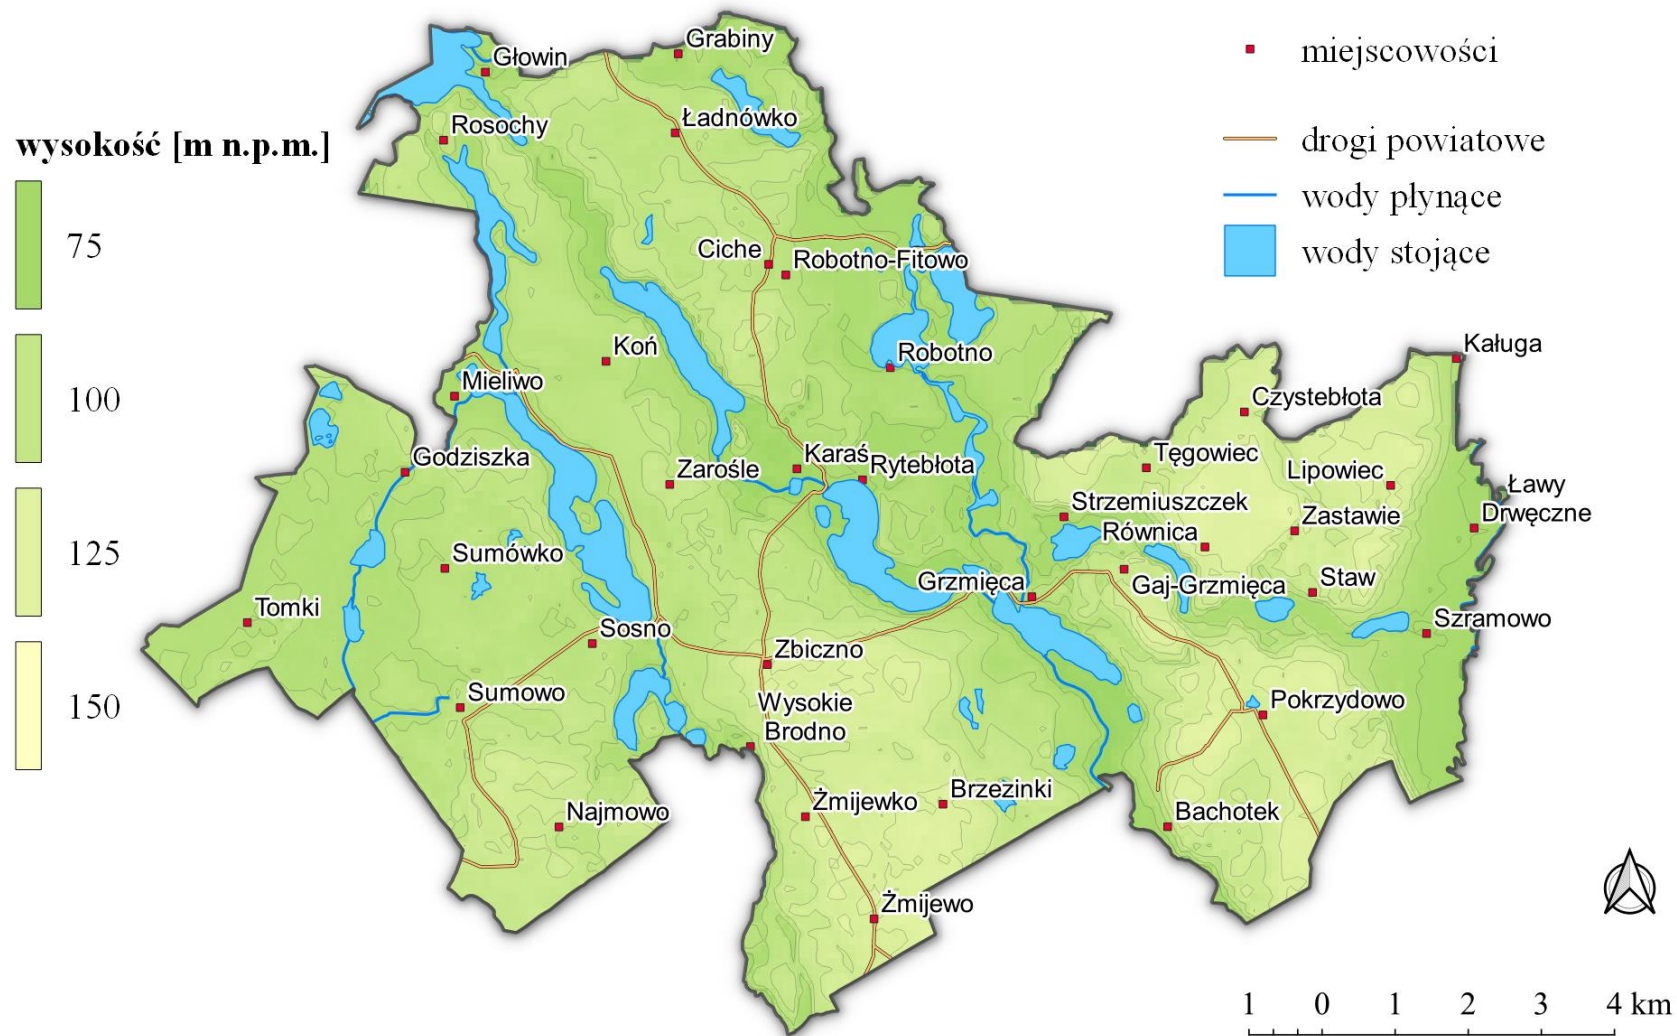 Grabiny
miejscowości
Głowin
Ładnówko
Rosochy
drogi powiatowe
wysokość [m n.p.m.]
wody płynące
75
Ciche
Robotno-Fitowo
wody stojące
Koń
Robotno
Kaługa
Mieliwo
100
Czystebłota
Godziszka
Zarośle
Karaś
Rytebłota
Tęgowiec
Lipowiec
Ławy
Drwęczne
Strzemiuszczek
Zastawie
Równica
125
Sumówko
Grzmięca
Gaj-Grzmięca
Staw
Tomki
Sosno
Szramowo
Zbiczno
Sumowo
Wysokie
Brodno
Pokrzydowo
150
Najmowo
Żmijewko
Brzezinki
Bachotek
Żmijewo
1 0 1 2 3 4 km